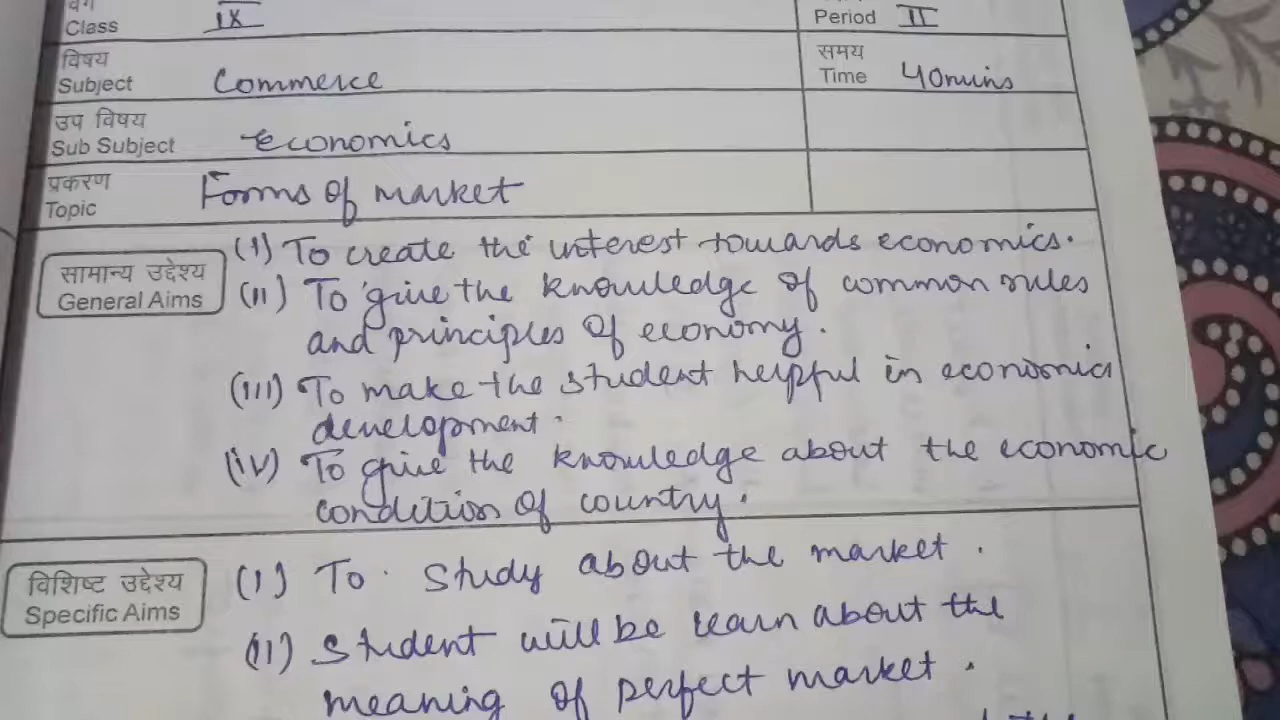 वर्ग
Class IX
Period II
विषय
Subject Commerce
समय
Time 40mins
उप विषय
Sub Subject economics
प्रकरण
Topic Forms of market
सामान्य उद्देश्य
General Aims
(I) To create the interest towards economics.
(II) To give the knowledge of common rules
and principles of economy.
(III) To make the student helpful in economic
development.
(iv) To give the knowledge about the economic
condition of country.
विशिष्ट उद्देश्य
Specific Aims
(I) To study about the market.
(II) Student will be learn about the
meaning of perfect market.